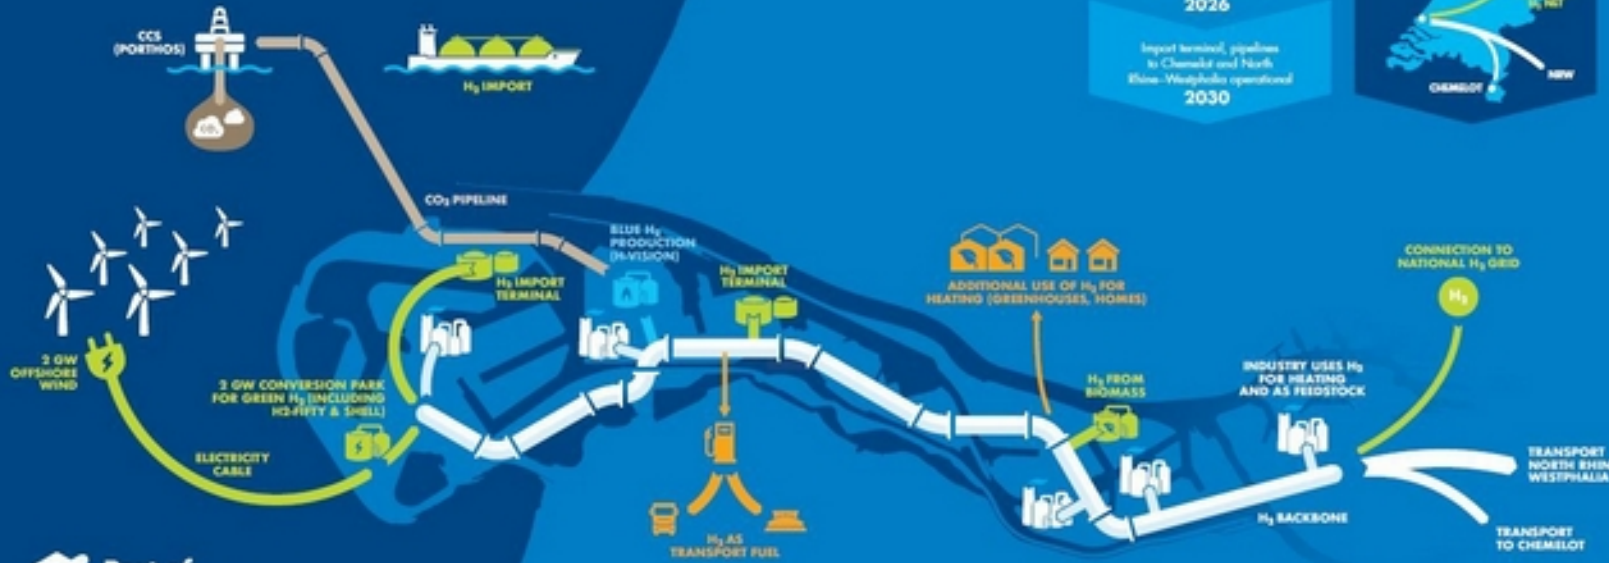 CCS
(PORTHOS)
CO₂
H₂ IMPORT
2026
Import terminal, pipelines
to Chemelot and North
Rhine-Westphalia operational
2030
H₂ NET
NRW
CHEMELOT
CO₂ PIPELINE
BLUE H₂
PRODUCTION
(H-VISION)
H₂ IMPORT
TERMINAL
H₂ IMPORT
TERMINAL
ADDITIONAL USE OF H₂ FOR
HEATING (GREENHOUSES, HOMES)
CONNECTION TO
NATIONAL H₂ GRID
H₂
2 GW
OFFSHORE
WIND
2 GW CONVERSION PARK
FOR GREEN H₂ (INCLUDING
H2-FIFTY & SHELL)
ELECTRICITY
CABLE
H₂ FROM
BIOMASS
INDUSTRY USES H₂
FOR HEATING
AND AS FEEDSTOCK
H₂ AS
TRANSPORT FUEL
H₂ BACKBONE
TRANSPORT
NORTH RHIN
WESTPHALIA
TRANSPORT
TO CHEMELOT